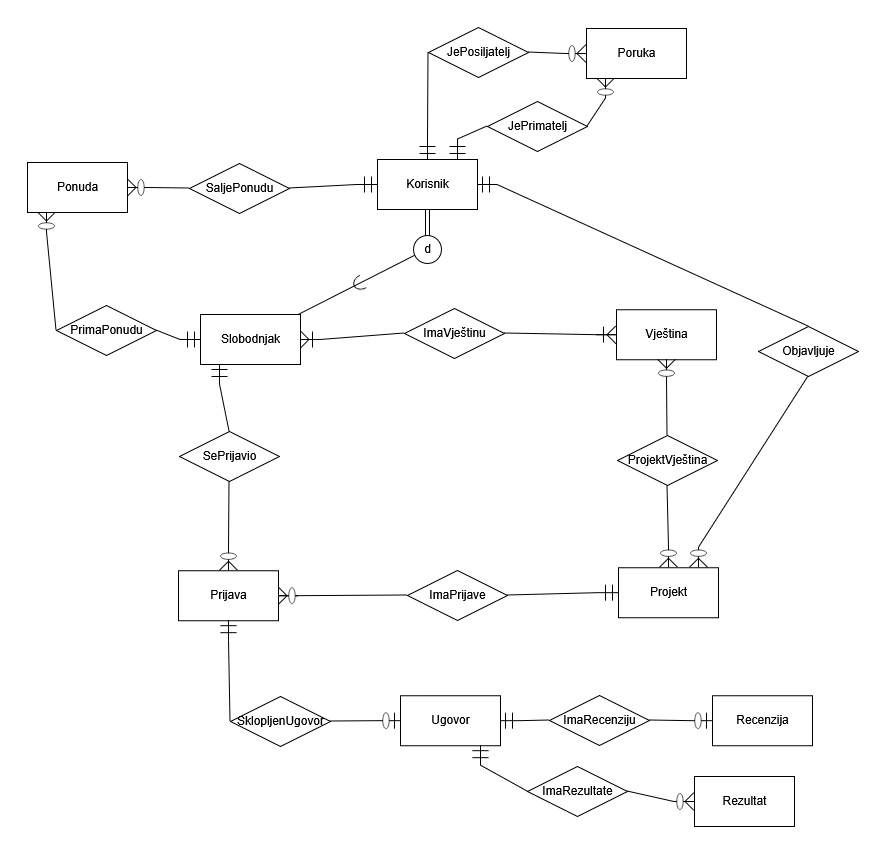 JePosiljatelj
Poruka
JePrimatelj
Ponuda
SaljePonudu
Korisnik
d
PrimaPonudu
Slobodnjak
ImaVještinu
Vještina
Objavljuje
SePrijavio
ProjektVještina
Prijava
ImaPrijave
Projekt
SklopljenUgovor
Ugovor
ImaRecenziju
Recenzija
ImaRezultate
Rezultat